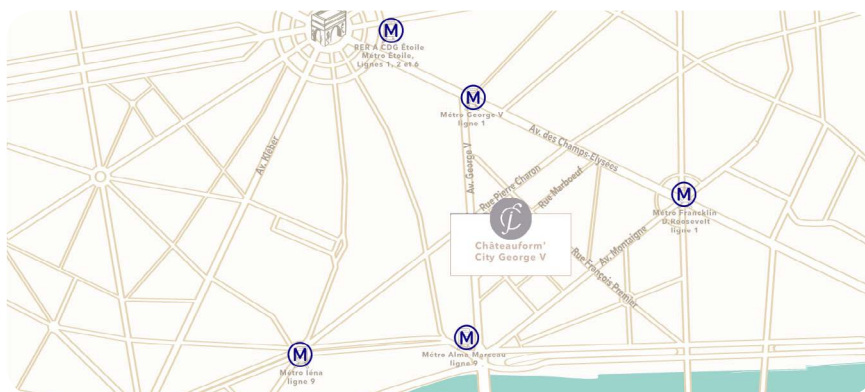 M
RER A CDG Étoile
Métro Étoile,
Lignes 1, 2 et 6
M
Métro George V
ligne 1
Av. des Champs-Elysées
Av. Kléber
Av. George V
Rue Pierre Charon
Rue Marboeuf
M
Métro Francklin
D.Roosevelt
ligne 1
Châteauform'
City George V
Av. Montaigne
Rue François Premier
M
Métro Iéna
ligne 9
M
Métro Alma Marceau
ligne 9